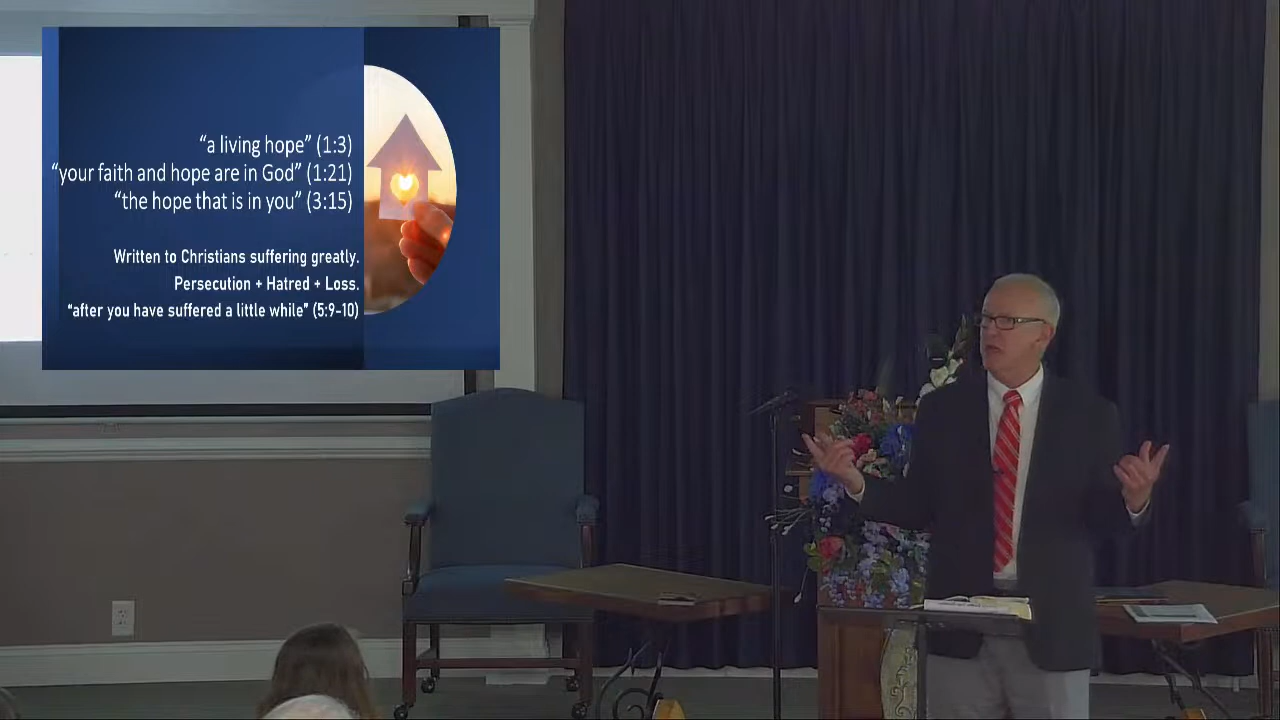 “a living hope” (1:3)
“your faith and hope are in God” (1:21)
“the hope that is in you” (3:15)
Written to Christians suffering greatly.
Persecution + Hatred + Loss.
“after you have suffered a little while” (5:9-10)